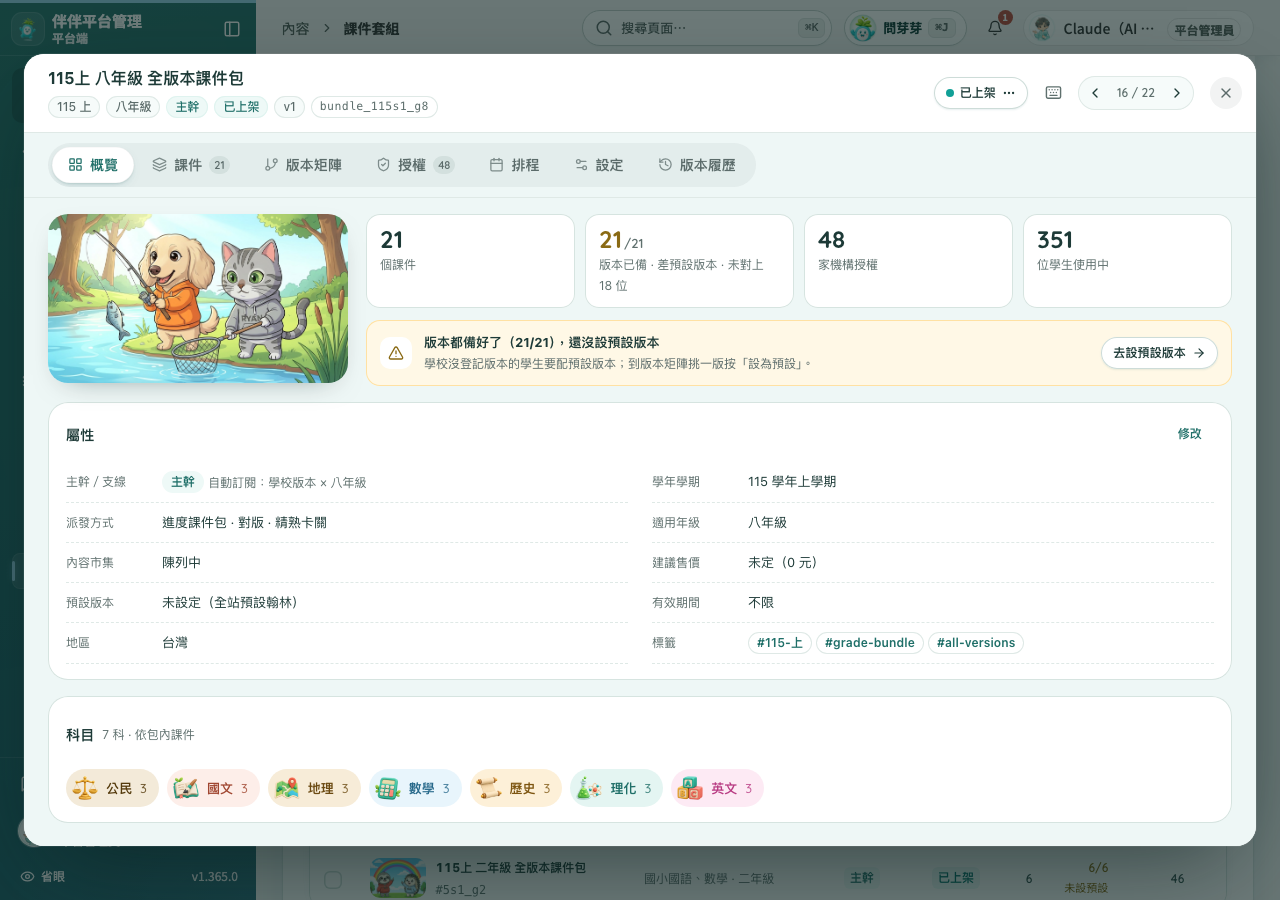 伴伴平台管理
平台端
內容 > 課件套組
搜尋頁面… ⌘K
問芽芽 ⌘J
1
Claude（AI … 平台管理員
115上 八年級 全版本課件包
115 上 八年級 主幹 已上架 v1 bundle_115s1_g8
已上架 …
16 / 22
概覽 課件 21 版本矩陣 授權 48 排程 設定 版本履歷
RYAN
21
個課件
21/21
版本已備 · 差預設版本 · 未對上
18 位
48
家機構授權
351
位學生使用中
版本都備好了（21/21），還沒設預設版本
學校沒登記版本的學生要配預設版本；到版本矩陣挑一版按「設為預設」。
去設預設版本 →
屬性
修改
主幹 / 支線 主幹 自動訂閱：學校版本 × 八年級
學年學期 115 學年上學期
派發方式 進度課件包 · 對版 · 精熟卡關
適用年級 八年級
內容市集 陳列中
建議售價 未定（0 元）
預設版本 未設定（全站預設翰林）
有效期間 不限
地區 台灣
標籤 #115-上 #grade-bundle #all-versions
科目 7 科 · 依包內課件
公民 3 國文 3 地理 3 數學 3 歷史 3 理化 3 英文 3
省眼 v1.365.0
115上 二年級 全版本課件包
#5s1_g2
國小國語、數學 · 二年級
主幹
已上架
6
6/6
未設預設
46